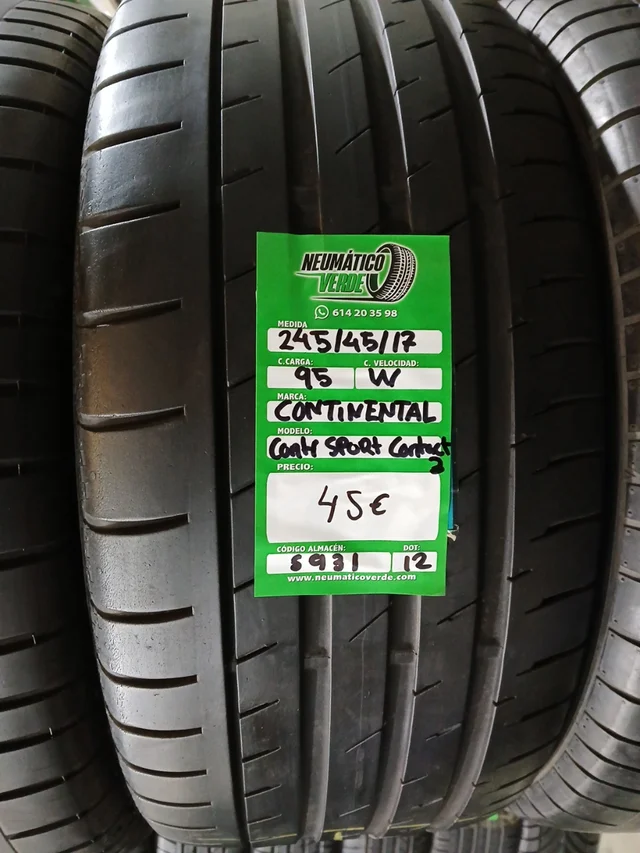 NEUMÁTICO
VERDE
614 20 35 98
MEDIDA
245/45/17
C.CARGA: C. VELOCIDAD:
95 W
MARCA:
CONTINENTAL
MODELO:
Conti SPORt Contact
3
PRECIO:
45€
CÓDIGO ALMACÉN: DOT:
5931 12
www.neumaticoverde.com